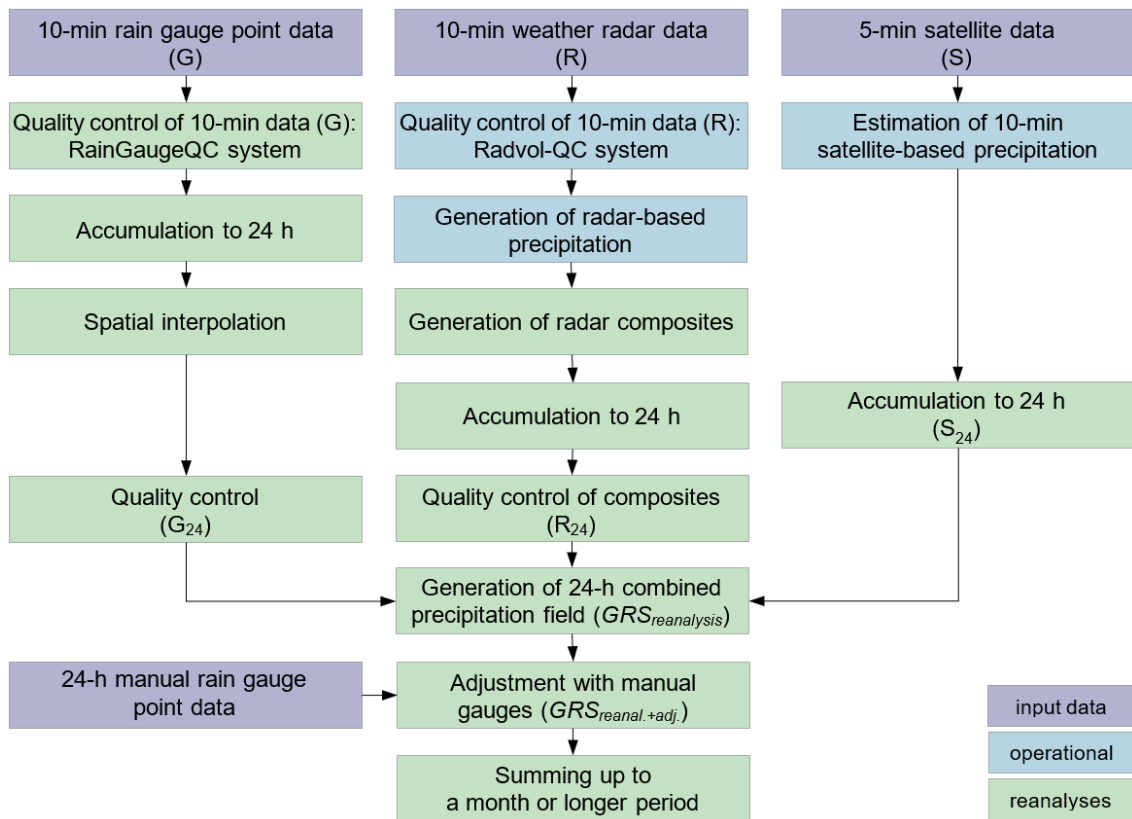 10-min rain gauge point data
(G)
10-min weather radar data
(R)
5-min satellite data
(S)
Quality control of 10-min data (G):
RainGaugeQC system
Quality control of 10-min data (R):
Radvol-QC system
Estimation of 10-min
satellite-based precipitation
Accumulation to 24 h
Generation of radar-based
precipitation
Spatial interpolation
Generation of radar composites
Accumulation to 24 h
Accumulation to 24 h
(S24)
Quality control
(G24)
Quality control of composites
(R24)
Generation of 24-h combined
precipitation field (GRSreanalysis)
24-h manual rain gauge
point data
Adjustment with manual
gauges (GRSreanal.+adj.)
Summing up to
a month or longer period
input data
operational
reanalyses